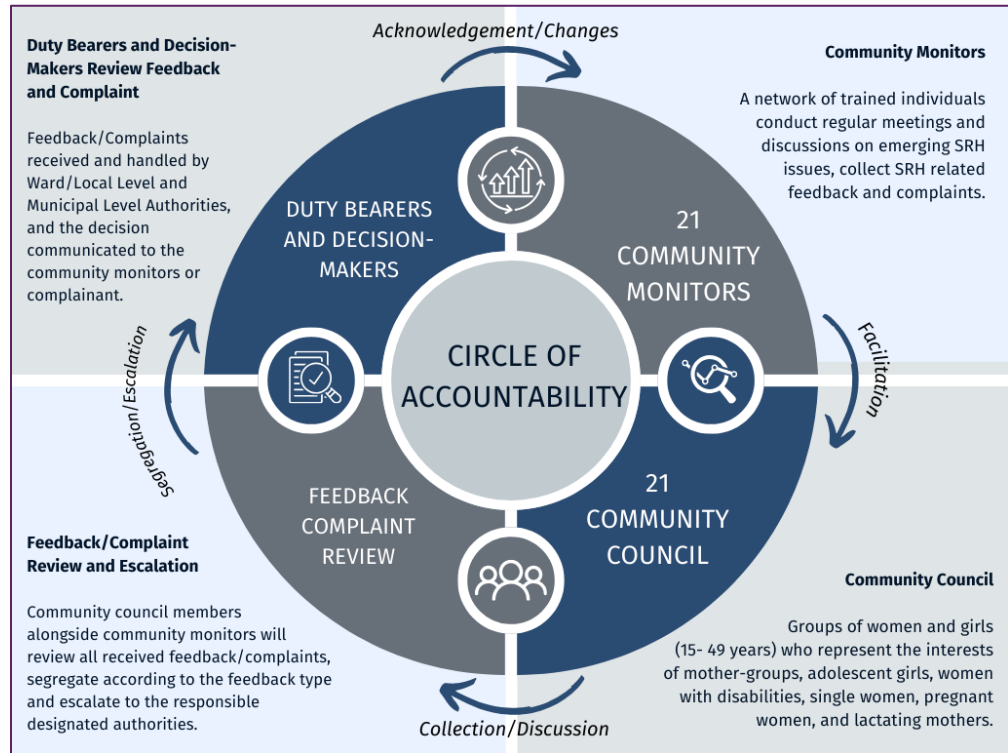 Acknowledgement/Changes
Duty Bearers and Decision-
Makers Review Feedback
and Complaint
Feedback/Complaints
received and handled by
Ward/Local Level and
Municipal Level Authorities,
and the decision
communicated to the
community monitors or
complainant.
Community Monitors
A network of trained individuals
conduct regular meetings and
discussions on emerging SRH
issues, collect SRH related
feedback and complaints.
DUTY BEARERS
AND DECISION-
MAKERS
21
COMMUNITY
MONITORS
Segregation/Escalation
CIRCLE OF
ACCOUNTABILITY
Facilitation
FEEDBACK
COMPLAINT
REVIEW
21
COMMUNITY
COUNCIL
Feedback/Complaint
Review and Escalation
Community council members
alongside community monitors will
review all received feedback/complaints,
segregate according to the feedback type
and escalate to the responsible
designated authorities.
Community Council
Groups of women and girls
(15- 49 years) who represent the interests
of mother-groups, adolescent girls, women
with disabilities, single women, pregnant
women, and lactating mothers.
Collection/Discussion